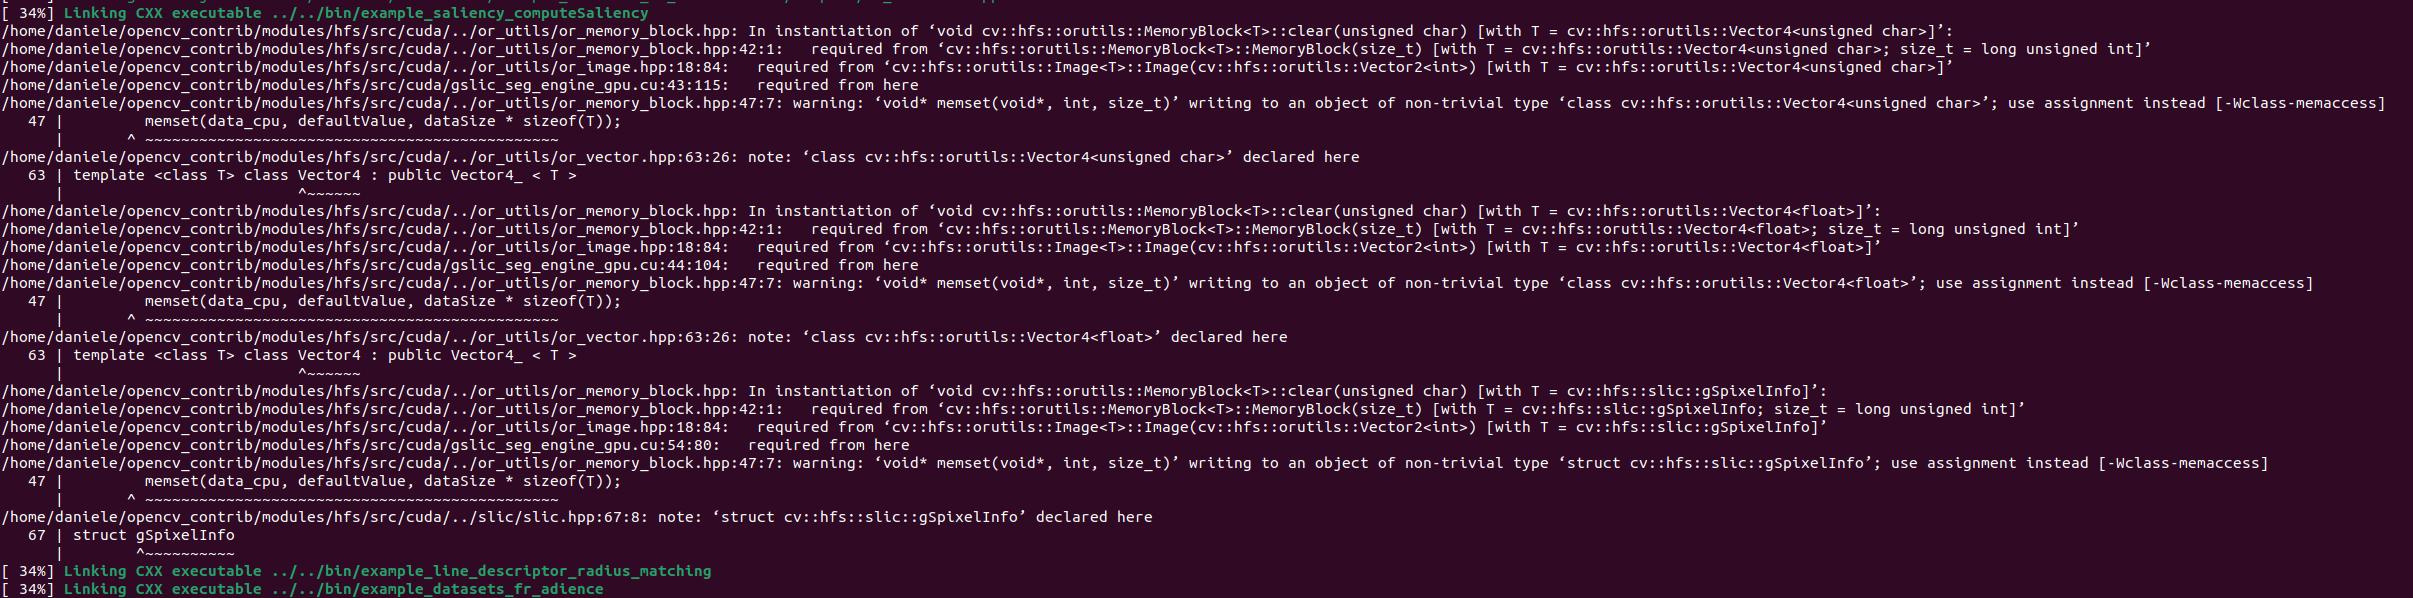 [ 34%] Linking CXX executable ../../bin/example_saliency_computeSaliency
/home/daniele/opencv_contrib/modules/hfs/src/cuda/../or_utils/or_memory_block.hpp: In instantiation of ‘void cv::hfs::orutils::MemoryBlock<T>::clear(unsigned char) [with T = cv::hfs::orutils::Vector4<unsigned char>]’:
/home/daniele/opencv_contrib/modules/hfs/src/cuda/../or_utils/or_memory_block.hpp:42:1:   required from ‘cv::hfs::orutils::MemoryBlock<T>::MemoryBlock(size_t) [with T = cv::hfs::orutils::Vector4<unsigned char>; size_t = long unsigned int]’
/home/daniele/opencv_contrib/modules/hfs/src/cuda/../or_utils/or_image.hpp:18:84:   required from ‘cv::hfs::orutils::Image<T>::Image(cv::hfs::orutils::Vector2<int>) [with T = cv::hfs::orutils::Vector4<unsigned char>]’
/home/daniele/opencv_contrib/modules/hfs/src/cuda/gslic_seg_engine_gpu.cu:43:115:   required from here
/home/daniele/opencv_contrib/modules/hfs/src/cuda/../or_utils/or_memory_block.hpp:47:7: warning: ‘void* memset(void*, int, size_t)’ writing to an object of non-trivial type ‘class cv::hfs::orutils::Vector4<unsigned char>’; use assignment instead [-Wclass-memaccess]
   47 |         memset(data_cpu, defaultValue, dataSize * sizeof(T));
      |       ^ ~~~~~~~~~~~~~~~~~~~~~~~~~~~~~~~~~~~~~~~~~~~~~~
/home/daniele/opencv_contrib/modules/hfs/src/cuda/../or_utils/or_vector.hpp:63:26: note: ‘class cv::hfs::orutils::Vector4<unsigned char>’ declared here
   63 | template <class T> class Vector4 : public Vector4_ < T >
      |                          ^~~~~~~
/home/daniele/opencv_contrib/modules/hfs/src/cuda/../or_utils/or_memory_block.hpp: In instantiation of ‘void cv::hfs::orutils::MemoryBlock<T>::clear(unsigned char) [with T = cv::hfs::orutils::Vector4<float>]’:
/home/daniele/opencv_contrib/modules/hfs/src/cuda/../or_utils/or_memory_block.hpp:42:1:   required from ‘cv::hfs::orutils::MemoryBlock<T>::MemoryBlock(size_t) [with T = cv::hfs::orutils::Vector4<float>; size_t = long unsigned int]’
/home/daniele/opencv_contrib/modules/hfs/src/cuda/../or_utils/or_image.hpp:18:84:   required from ‘cv::hfs::orutils::Image<T>::Image(cv::hfs::orutils::Vector2<int>) [with T = cv::hfs::orutils::Vector4<float>]’
/home/daniele/opencv_contrib/modules/hfs/src/cuda/gslic_seg_engine_gpu.cu:44:104:   required from here
/home/daniele/opencv_contrib/modules/hfs/src/cuda/../or_utils/or_memory_block.hpp:47:7: warning: ‘void* memset(void*, int, size_t)’ writing to an object of non-trivial type ‘class cv::hfs::orutils::Vector4<float>’; use assignment instead [-Wclass-memaccess]
   47 |         memset(data_cpu, defaultValue, dataSize * sizeof(T));
      |       ^ ~~~~~~~~~~~~~~~~~~~~~~~~~~~~~~~~~~~~~~~~~~~~~~
/home/daniele/opencv_contrib/modules/hfs/src/cuda/../or_utils/or_vector.hpp:63:26: note: ‘class cv::hfs::orutils::Vector4<float>’ declared here
   63 | template <class T> class Vector4 : public Vector4_ < T >
      |                          ^~~~~~~
/home/daniele/opencv_contrib/modules/hfs/src/cuda/../or_utils/or_memory_block.hpp: In instantiation of ‘void cv::hfs::orutils::MemoryBlock<T>::clear(unsigned char) [with T = cv::hfs::slic::gSpixelInfo]’:
/home/daniele/opencv_contrib/modules/hfs/src/cuda/../or_utils/or_memory_block.hpp:42:1:   required from ‘cv::hfs::orutils::MemoryBlock<T>::MemoryBlock(size_t) [with T = cv::hfs::slic::gSpixelInfo; size_t = long unsigned int]’
/home/daniele/opencv_contrib/modules/hfs/src/cuda/../or_utils/or_image.hpp:18:84:   required from ‘cv::hfs::orutils::Image<T>::Image(cv::hfs::orutils::Vector2<int>) [with T = cv::hfs::slic::gSpixelInfo]’
/home/daniele/opencv_contrib/modules/hfs/src/cuda/gslic_seg_engine_gpu.cu:54:80:   required from here
/home/daniele/opencv_contrib/modules/hfs/src/cuda/../or_utils/or_memory_block.hpp:47:7: warning: ‘void* memset(void*, int, size_t)’ writing to an object of non-trivial type ‘struct cv::hfs::slic::gSpixelInfo’; use assignment instead [-Wclass-memaccess]
   47 |         memset(data_cpu, defaultValue, dataSize * sizeof(T));
      |       ^ ~~~~~~~~~~~~~~~~~~~~~~~~~~~~~~~~~~~~~~~~~~~~~~
/home/daniele/opencv_contrib/modules/hfs/src/cuda/../slic/slic.hpp:67:8: note: ‘struct cv::hfs::slic::gSpixelInfo’ declared here
   67 | struct gSpixelInfo
      |        ^~~~~~~~~~~
[ 34%] Linking CXX executable ../../bin/example_line_descriptor_radius_matching
[ 34%] Linking CXX executable ../../bin/example_datasets_fr_adience